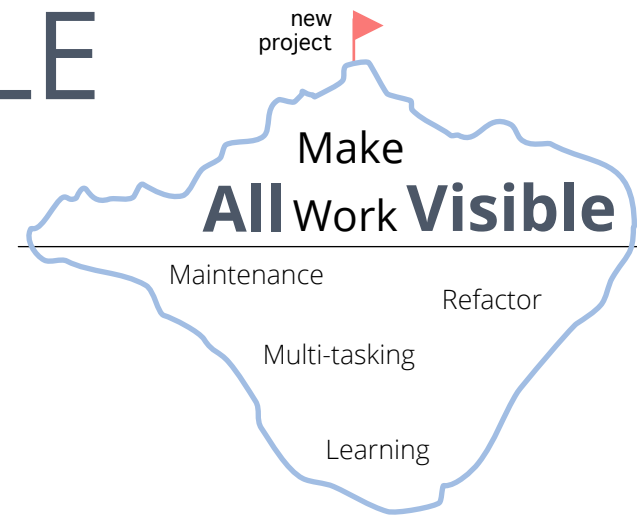 LE
new
project
Make
All Work Visible
Maintenance
Refactor
Multi-tasking
Learning